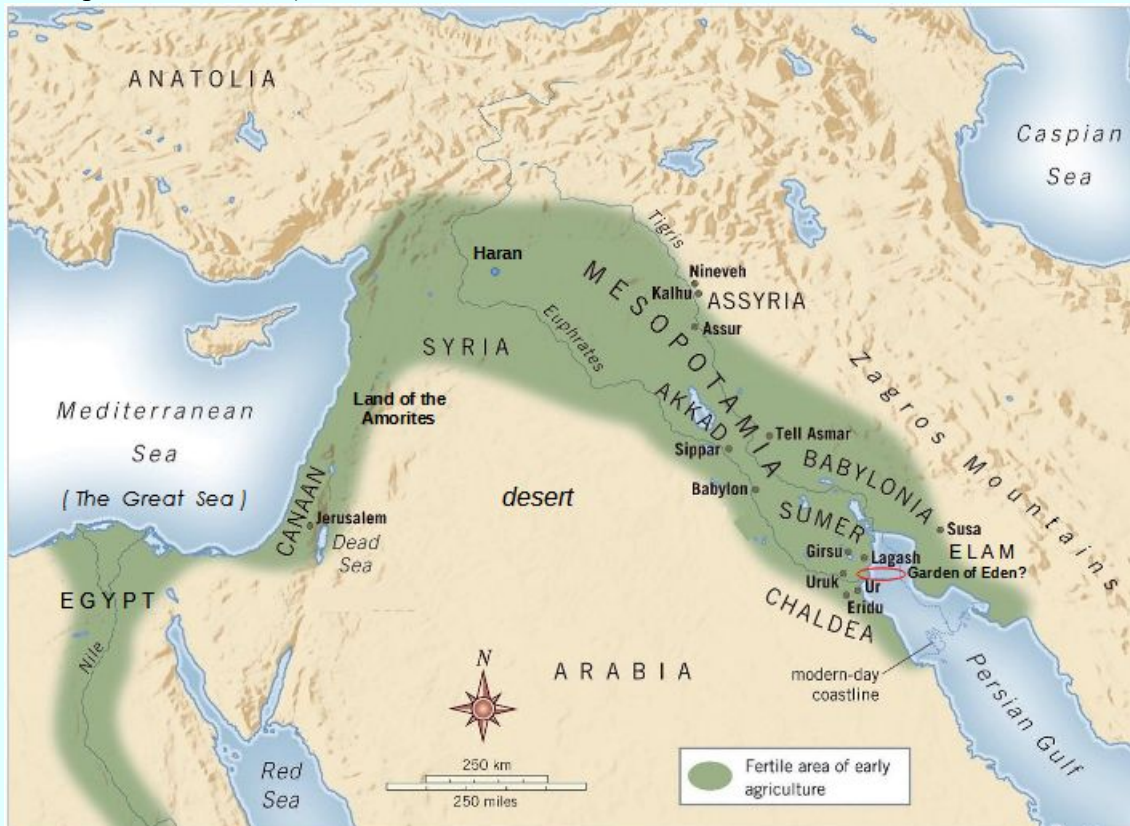 ANATOLIA
Caspian
Sea
Tigris
Haran
Nineveh
Kalhu
ASSYRIA
MESOPOTAMIA
Assur
Euphrates
SYRIA
Zagros Mountains
Land of the
Amorites
AKKAD
Mediterranean
Sea
( The Great Sea )
Tell Asmar
Sippar
BABYLONIA
Babylon
desert
SUMER
CANAAN
Jerusalem
Dead
Sea
Susa
Girsu
Lagash
ELAM
Garden of Eden?
Uruk
Ur
Eridu
EGYPT
CHALDEA
Nile
N
ARABIA
modern-day
coastline
Persian Gulf
250 km
250 miles
Red
Sea
Fertile area of early
agriculture